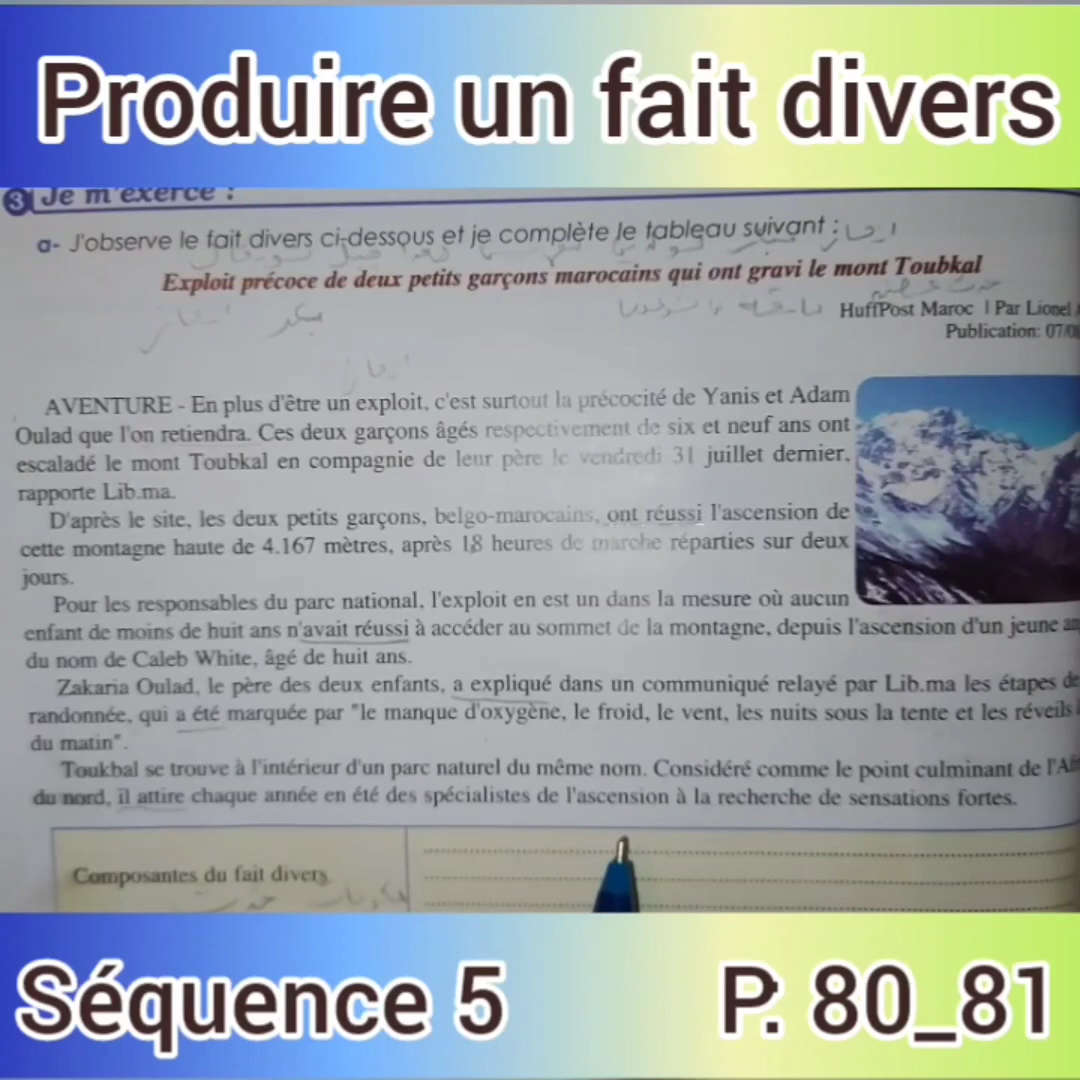 Produire un fait divers
3 Je m'exerce :
a- J'observe le fait divers ci-dessous et je complète le tableau suivant :
Exploit précoce de deux petits garçons marocains qui ont gravi le mont Toubkal
HuffPost Maroc | Par Lionel
Publication: 07/0
AVENTURE - En plus d'être un exploit, c'est surtout la précocité de Yanis et Adam
Oulad que l'on retiendra. Ces deux garçons âgés respectivement de six et neuf ans ont
escaladé le mont Toubkal en compagnie de leur père le vendredi 31 juillet dernier,
rapporte Lib.ma.
D'après le site, les deux petits garçons, belgo-marocains, ont réussi l'ascension de
cette montagne haute de 4.167 mètres, après 18 heures de marche réparties sur deux
jours.
Pour les responsables du parc national, l'exploit en est un dans la mesure où aucun
enfant de moins de huit ans n'avait réussi à accéder au sommet de la montagne, depuis l'ascension d'un jeune
du nom de Caleb White, âgé de huit ans.
Zakaria Oulad, le père des deux enfants, a expliqué dans un communiqué relayé par Lib.ma les étapes de
randonnée, qui a été marquée par "le manque d'oxygène, le froid, le vent, les nuits sous la tente et les réveils
du matin".
Toukbal se trouve à l'intérieur d'un parc naturel du même nom. Considéré comme le point culminant de
du nord, il attire chaque année en été des spécialistes de l'ascension à la recherche de sensations fortes.
Composantes du fait divers
Séquence 5 P. 80_81